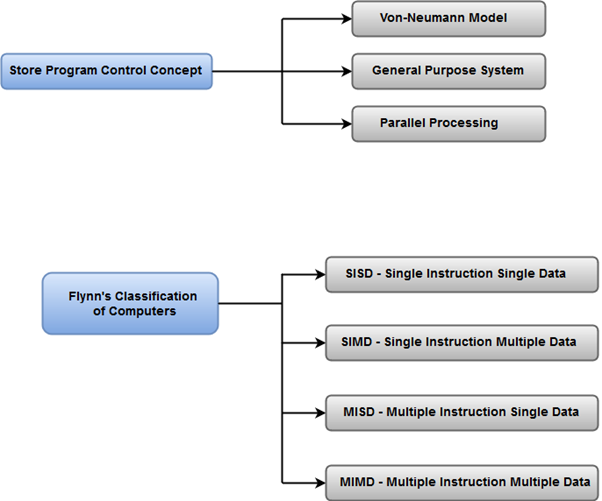 Von-Neumann Model
Store Program Control Concept
General Purpose System
Parallel Processing
Flynn's Classification
of Computers
SISD - Single Instruction Single Data
SIMD - Single Instruction Multiple Data
MISD - Multiple Instruction Single Data
MIMD - Multiple Instruction Multiple Data